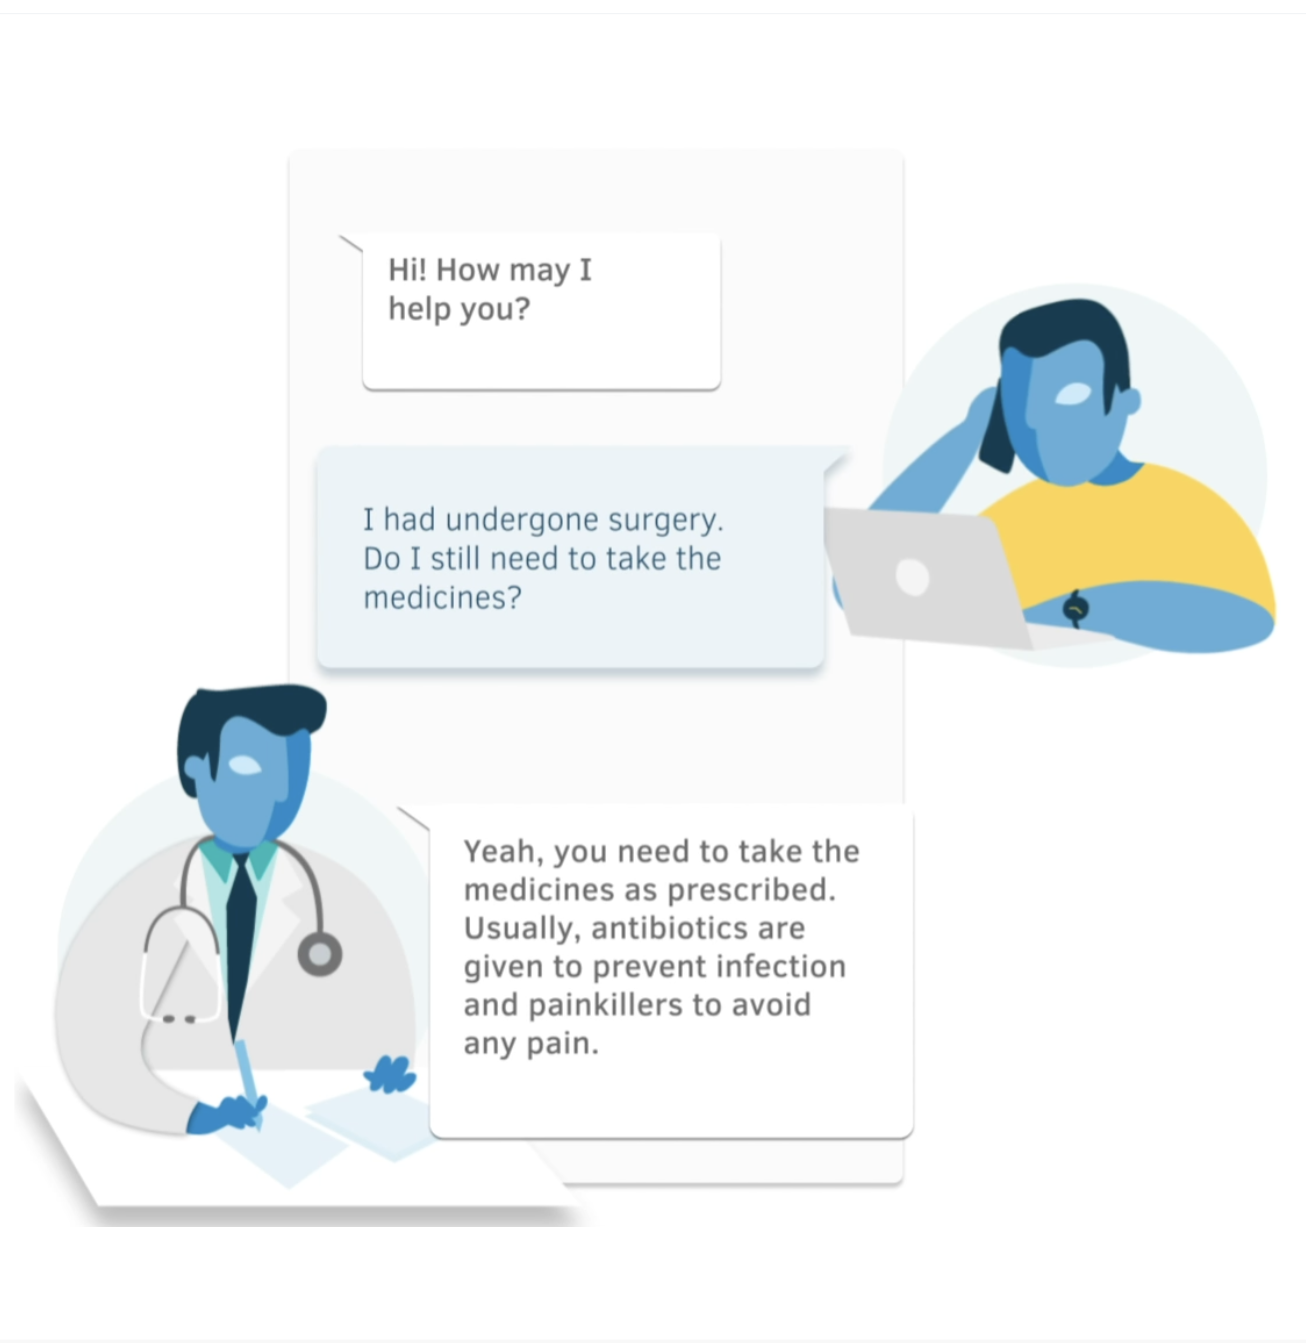 Hi! How may I
help you?
I had undergone surgery.
Do I still need to take the
medicines?
Yeah, you need to take the
medicines as prescribed.
Usually, antibiotics are
given to prevent infection
and painkillers to avoid
any pain.